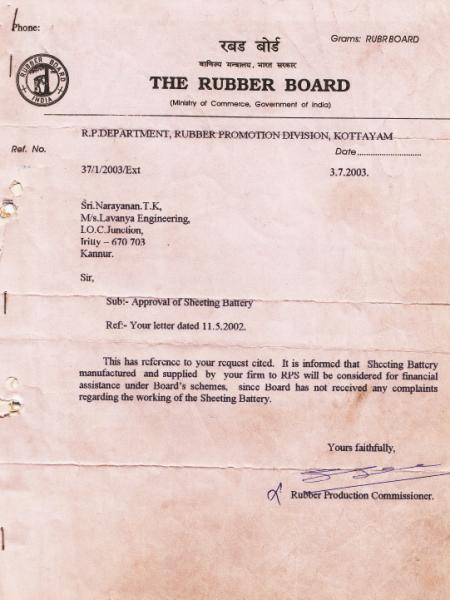 Phone:
Grams: RUBRBOARD
रबड बोर्ड
वाणिज्य मन्त्रालय, भारत सरकार
RUBBER BOARD
INDIA
THE RUBBER BOARD
(Ministry of Commerce, Government of India)
R.P.DEPARTMENT, RUBBER PROMOTION DIVISION, KOTTAYAM
Ref. No.
Date......................
37/1/2003/Ext
3.7.2003.
Sri.Narayanan.T.K,
M/s.Lavanya Engineering,
I.O.C.Junction,
Iritty – 670 703
Kannur.
Sir,
Sub:- Approval of Sheeting Battery
Ref:- Your letter dated 11.5.2002.
This has reference to your request cited. It is informed that Sheeting Battery
manufactured and supplied by your firm to RPS will be considered for financial
assistance under Board's schemes, since Board has not received any complaints
regarding the working of the Sheeting Battery.
Yours faithfully,
Rubber Production Commissioner.